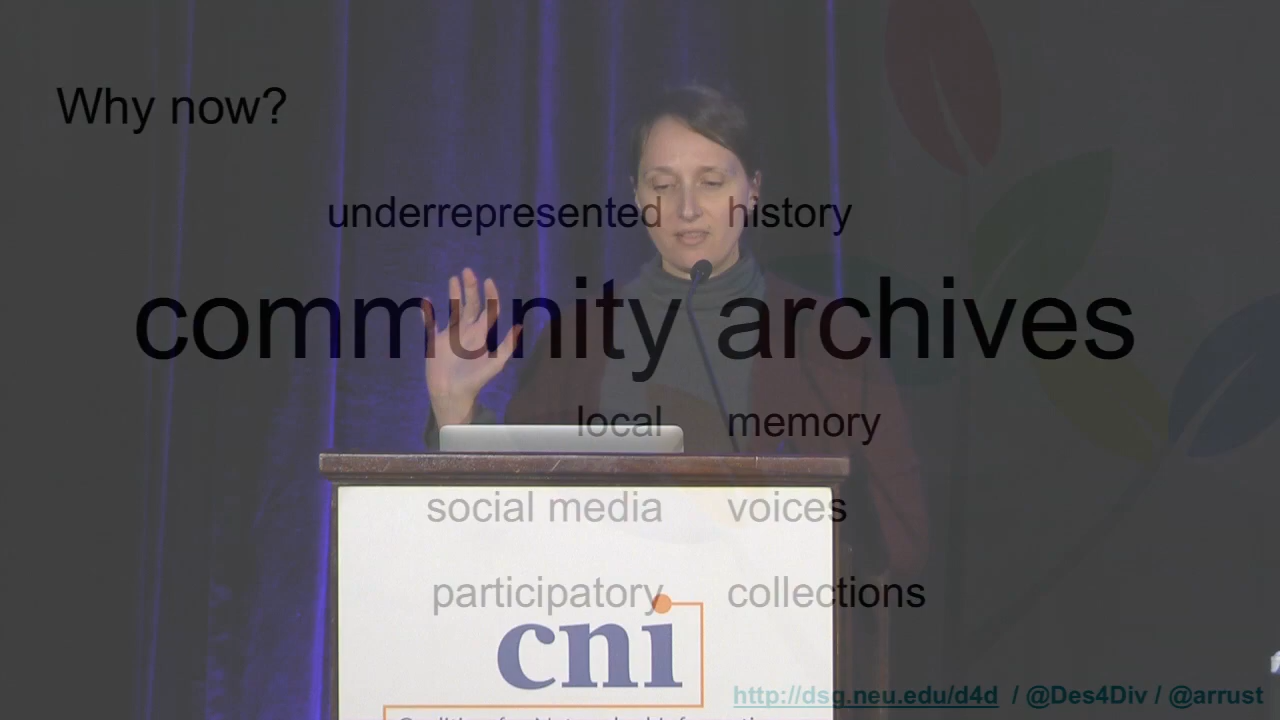 Why now?
underrepresented history
community archives
local memory
social media voices
participatory collections
cni
http://dsg.neu.edu/d4d / @Des4Div / @arrust